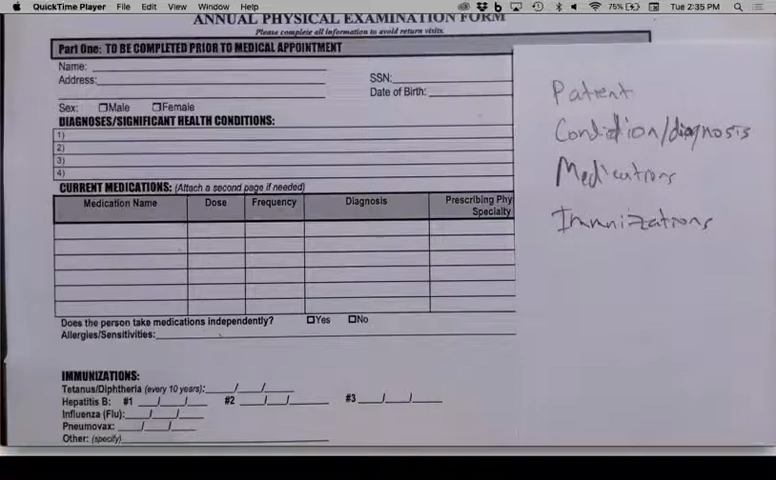 QuickTime Player File Edit View Window Help 75% Tue 2:35 PM
ANNUAL PHYSICAL EXAMINATION FORM
Please complete all information to avoid return visits.
Part One: TO BE COMPLETED PRIOR TO MEDICAL APPOINTMENT
Name:
Address:
SSN:
Date of Birth:
Sex: Male Female
DIAGNOSES/SIGNIFICANT HEALTH CONDITIONS:
1)
2)
3)
4)
CURRENT MEDICATIONS: (Attach a second page if needed)
Medication Name Dose Frequency Diagnosis Prescribing Phy
Specialty
Does the person take medications independently? Yes No
Allergies/Sensitivities:
IMMUNIZATIONS:
Tetanus/Diphtheria (every 10 years): / /
Hepatitis B: #1 / / #2 / / #3 / /
Influenza (Flu): / /
Pneumovax: / /
Other: (specify)
Patient
Condition/diagnosis
Medications
Immunizations